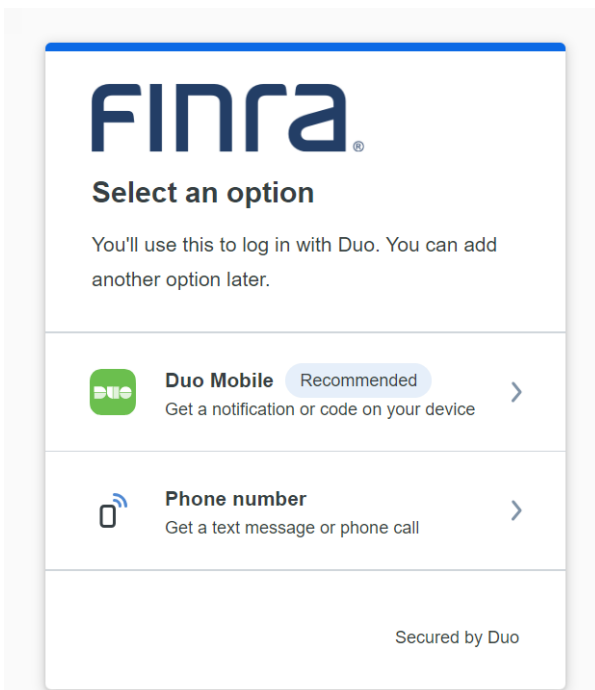 FINRA®
Select an option
You'll use this to log in with Duo. You can add
another option later.
DUO
Duo Mobile Recommended
Get a notification or code on your device
Phone number
Get a text message or phone call
Secured by Duo